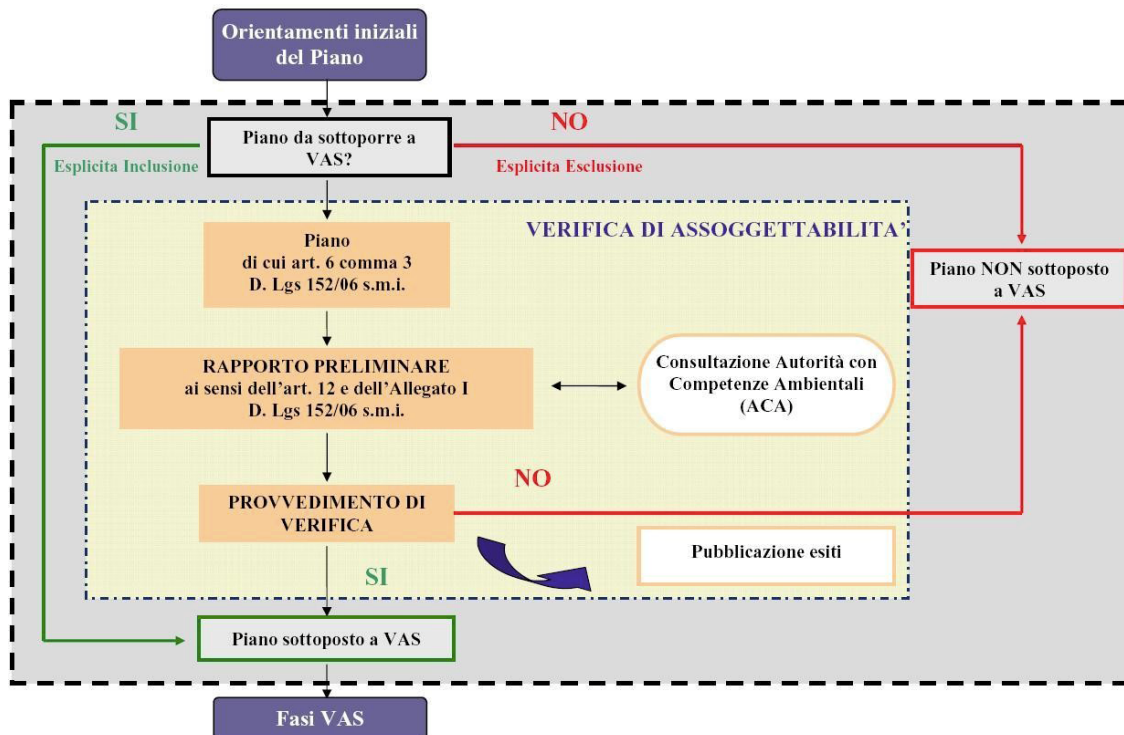 Orientamenti iniziali
del Piano
SI
NO
Piano da sottoporre a
VAS?
Esplicita Inclusione
Esplicita Esclusione
VERIFICA DI ASSOGGETTABILITA'
Piano
di cui art. 6 comma 3
D. Lgs 152/06 s.m.i.
Piano NON sottoposto
a VAS
RAPPORTO PRELIMINARE
ai sensi dell'art. 12 e dell'Allegato I
D. Lgs 152/06 s.m.i.
Consultazione Autorità con
Competenze Ambientali
(ACA)
NO
PROVVEDIMENTO DI
VERIFICA
Pubblicazione esiti
SI
Piano sottoposto a VAS
Fasi VAS